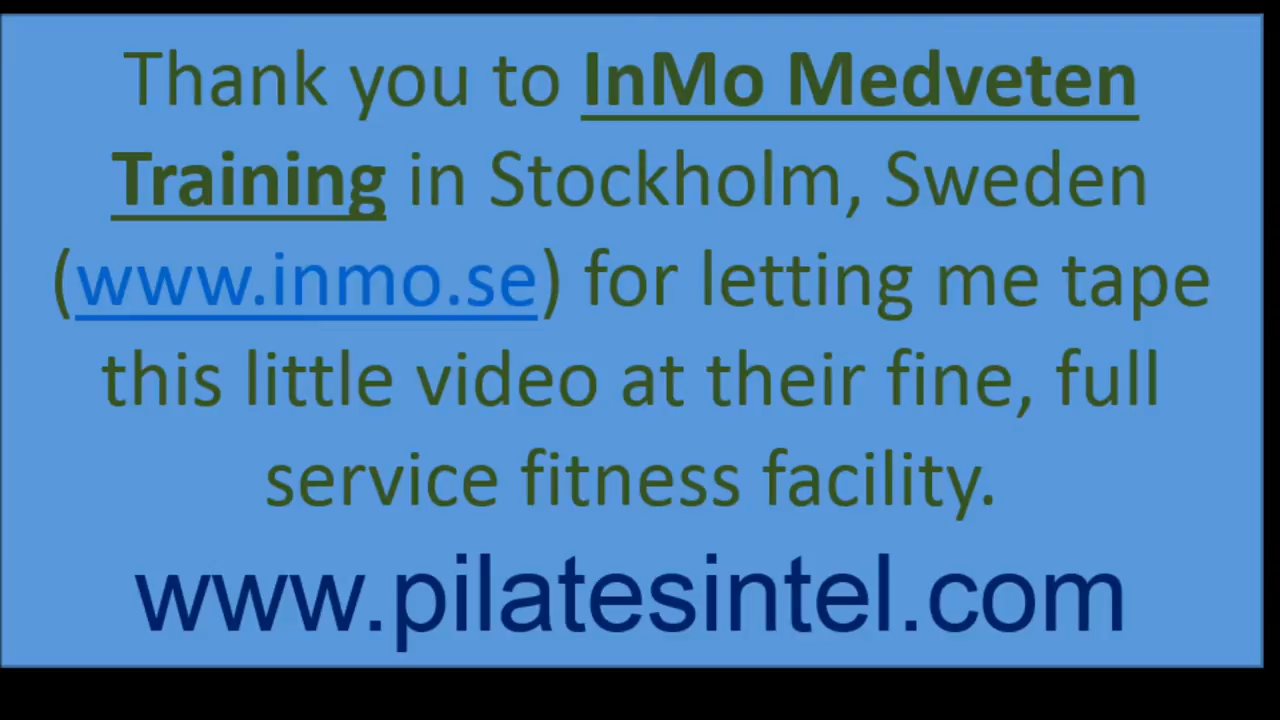 Thank you to InMo Medveten
Training in Stockholm, Sweden
(www.inmo.se) for letting me tape
this little video at their fine, full
service fitness facility.
www.pilatesintel.com